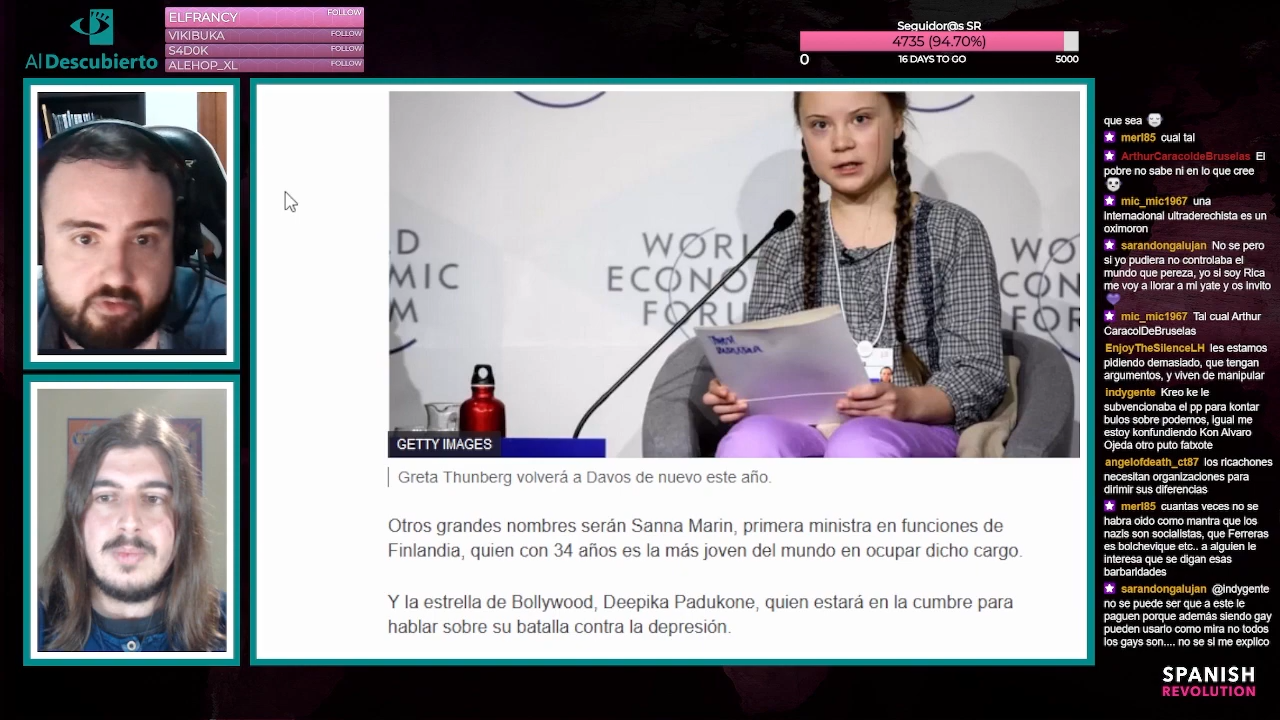 Al Descubierto
ELFRANCY FOLLOW
VIKIBUKA FOLLOW
S4D0K FOLLOW
ALEHOP_XL FOLLOW
Seguidor@s SR
4735 (94.70%)
0 16 DAYS TO GO 5000
WORLD
ECONOMIC
FORUM
GETTY IMAGES
Greta Thunberg volverá a Davos de nuevo este año.
Otros grandes nombres serán Sanna Marin, primera ministra en funciones de
Finlandia, quien con 34 años es la más joven del mundo en ocupar dicho cargo.
Y la estrella de Bollywood, Deepika Padukone, quien estará en la cumbre para
hablar sobre su batalla contra la depresión.
que sea
merl85 cual tal
ArthurCaracoldeBruselas El
pobre no sabe ni en lo que cree
mic_mic1967 una
internacional ultraderechista es un
oximoron
sarandongalujan No se pero
si yo pudiera no controlaba el
mundo que pereza, yo si soy Rica
me voy a llorar a mi yate y os invito
mic_mic1967 Tal cual Arthur
CaracolDeBruselas
EnjoyTheSilenceLH les estamos
pidiendo demasiado, que tengan
argumentos, y viven de manipular
indygente Kreo ke le
subvencionaba el pp para kontar
bulos sobre podemos, igual me
estoy konfundiendo Kon Alvaro
Ojeda otro puto fatxote
angelofdeath_ct87 los ricachones
necesitan organizaciones para
dirimir sus diferencias
merl85 cuantas veces no se
habra oido como mantra que los
nazis son socialistas, que Ferreras
es bolchevique etc.. a alguien le
interesa que se digan esas
barbaridades
sarandongalujan @indygente
no se puede ser que a este le
paguen porque además siendo gay
pueden usarlo como mira no todos
los gays son.... no se si me explico
SPANISH
REVOLUTION